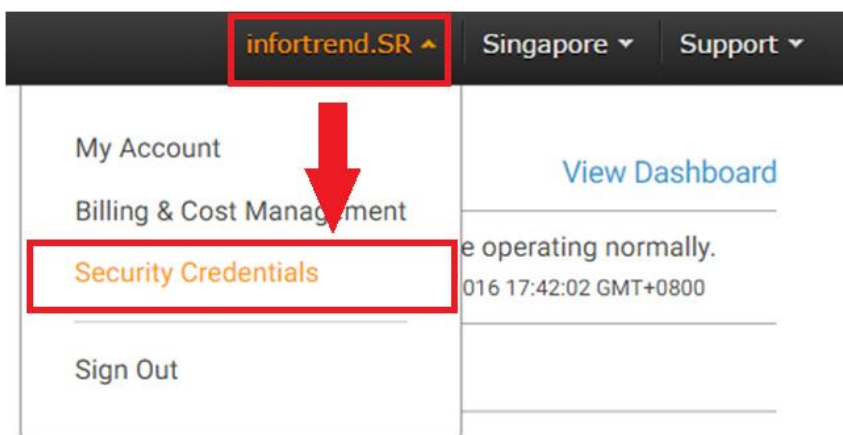 infortrend.SR Singapore Support
My Account
View Dashboard
Billing & Cost Management
e operating normally.
Security Credentials
016 17:42:02 GMT+0800
Sign Out